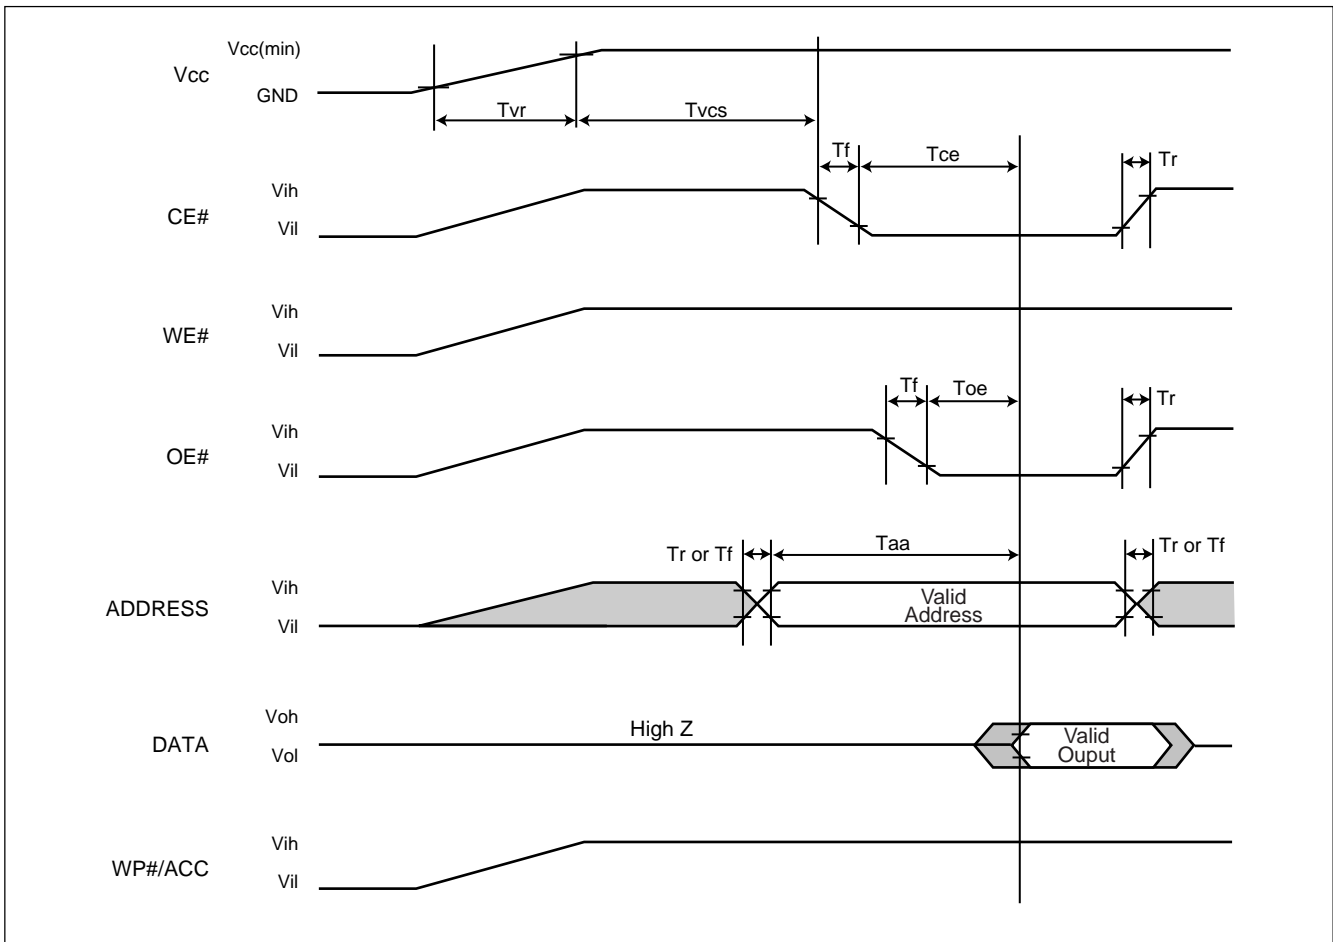 Vcc(min)
Vcc
GND
Tvr
Tvcs
Tf
Tce
Tr
Vih
CE#
Vil
Vih
WE#
Vil
Tf
Toe
Tr
Vih
OE#
Vil
Tr or Tf
Taa
Tr or Tf
Vih
ADDRESS
Valid
Address
Vil
Voh
High Z
DATA
Valid
Ouput
Vol
Vih
WP#/ACC
Vil